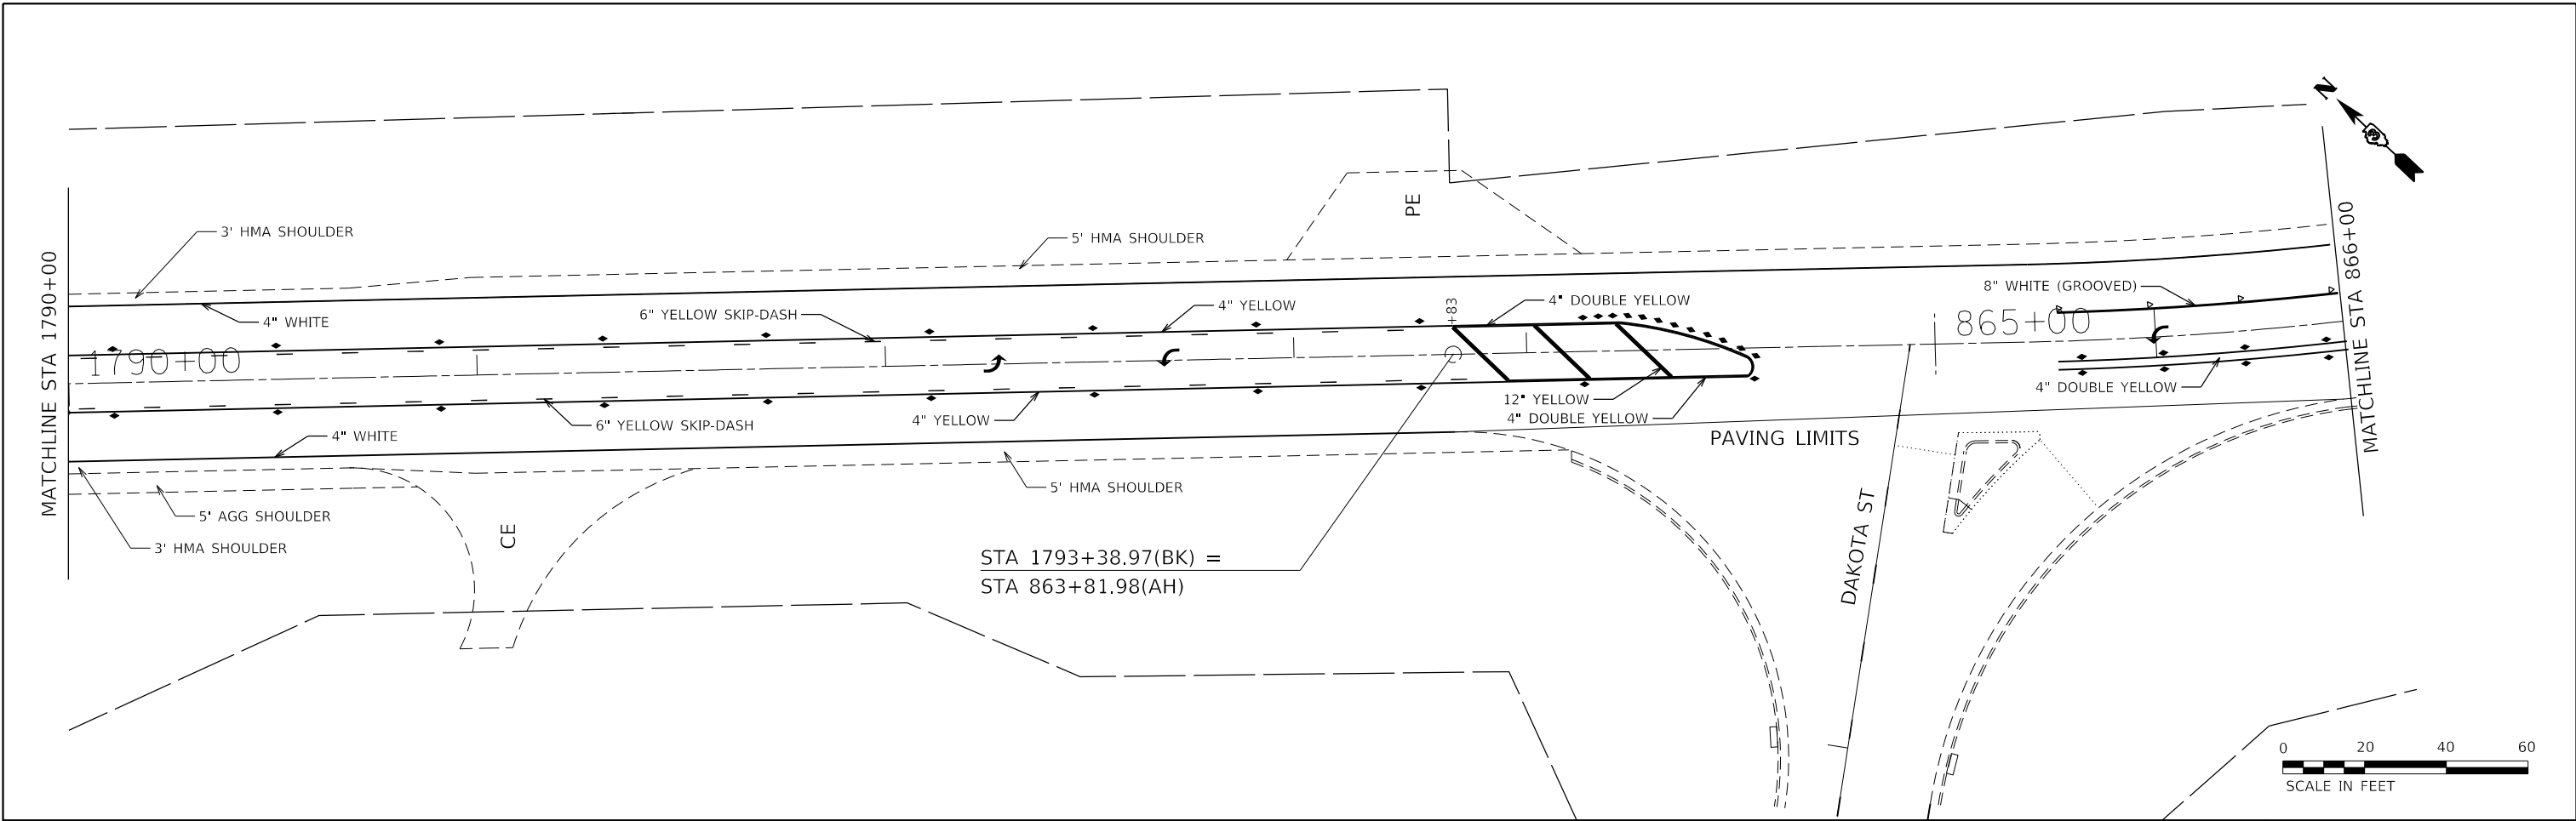 N
MATCHLINE STA 1790+00
3' HMA SHOULDER
4" WHITE
1790+00
6" YELLOW SKIP-DASH
5' HMA SHOULDER
4" YELLOW
PE
+83
4" DOUBLE YELLOW
8" WHITE (GROOVED)
865+00
MATCHLINE STA 866+00
4" WHITE
6" YELLOW SKIP-DASH
4" YELLOW
12" YELLOW
4" DOUBLE YELLOW
4" DOUBLE YELLOW
PAVING LIMITS
5' AGG SHOULDER
3' HMA SHOULDER
CE
5' HMA SHOULDER
STA 1793+38.97(BK) =
STA 863+81.98(AH)
DAKOTA ST
0 20 40 60
SCALE IN FEET